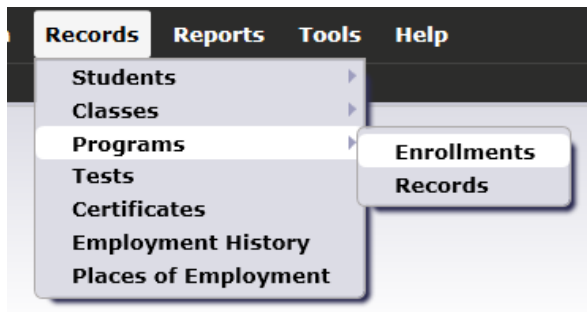 Records Reports Tools Help
Students
Classes
Programs
Enrollments
Tests
Records
Certificates
Employment History
Places of Employment